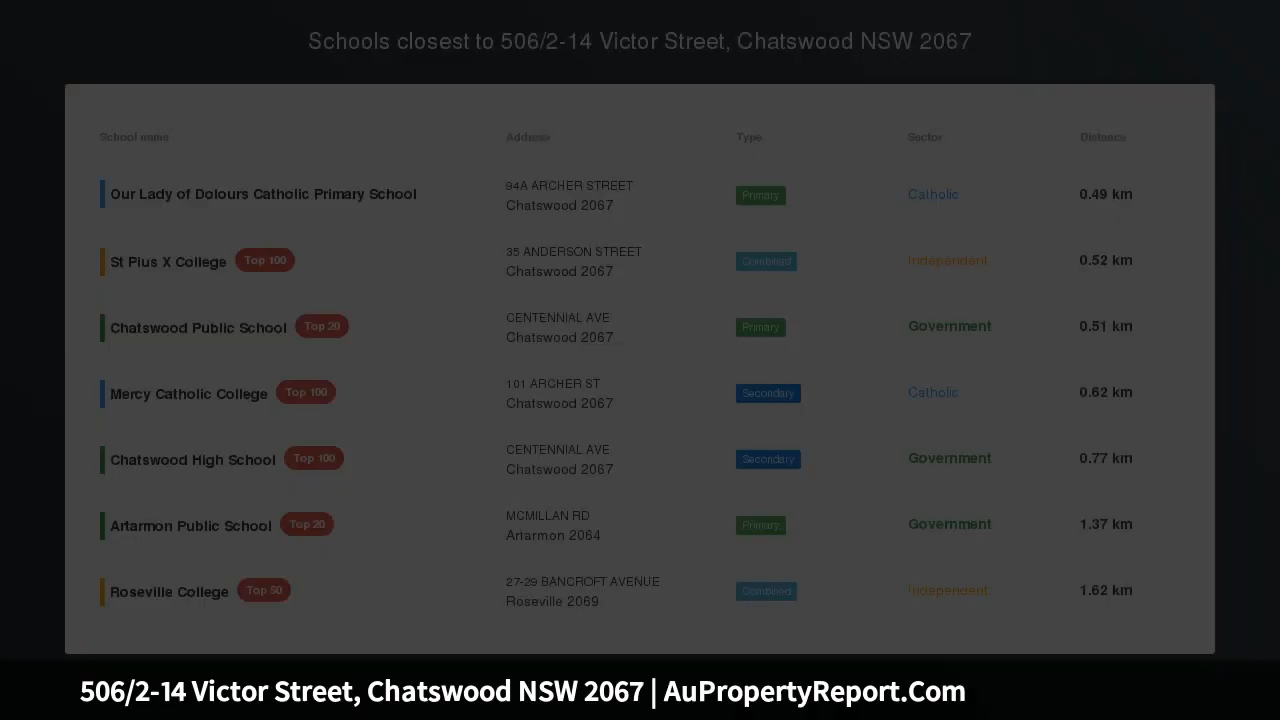 Schools closest to 506/2-14 Victor Street, Chatswood NSW 2067
School name Address Type Sector Distance
Our Lady of Dolours Catholic Primary School 94A ARCHER STREET Chatswood 2067 Primary Catholic 0.49 km
St Pius X College Top 100 35 ANDERSON STREET Chatswood 2067 Combined Independent 0.52 km
Chatswood Public School Top 20 CENTENNIAL AVE Chatswood 2067 Primary Government 0.51 km
Mercy Catholic College Top 100 101 ARCHER ST Chatswood 2067 Secondary Catholic 0.62 km
Chatswood High School Top 100 CENTENNIAL AVE Chatswood 2067 Secondary Government 0.77 km
Artarmon Public School Top 20 MCMILLAN RD Artarmon 2064 Primary Government 1.37 km
Roseville College Top 50 27-29 BANCROFT AVENUE Roseville 2069 Combined Independent 1.62 km
506/2-14 Victor Street, Chatswood NSW 2067 | AuPropertyReport.Com